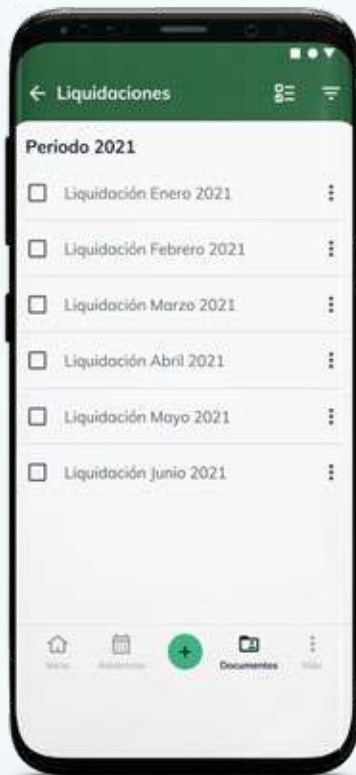 Liquidaciones
Periodo 2021
Liquidación Enero 2021
Liquidación Febrero 2021
Liquidación Marzo 2021
Liquidación Abril 2021
Liquidación Mayo 2021
Liquidación Junio 2021
Documentos